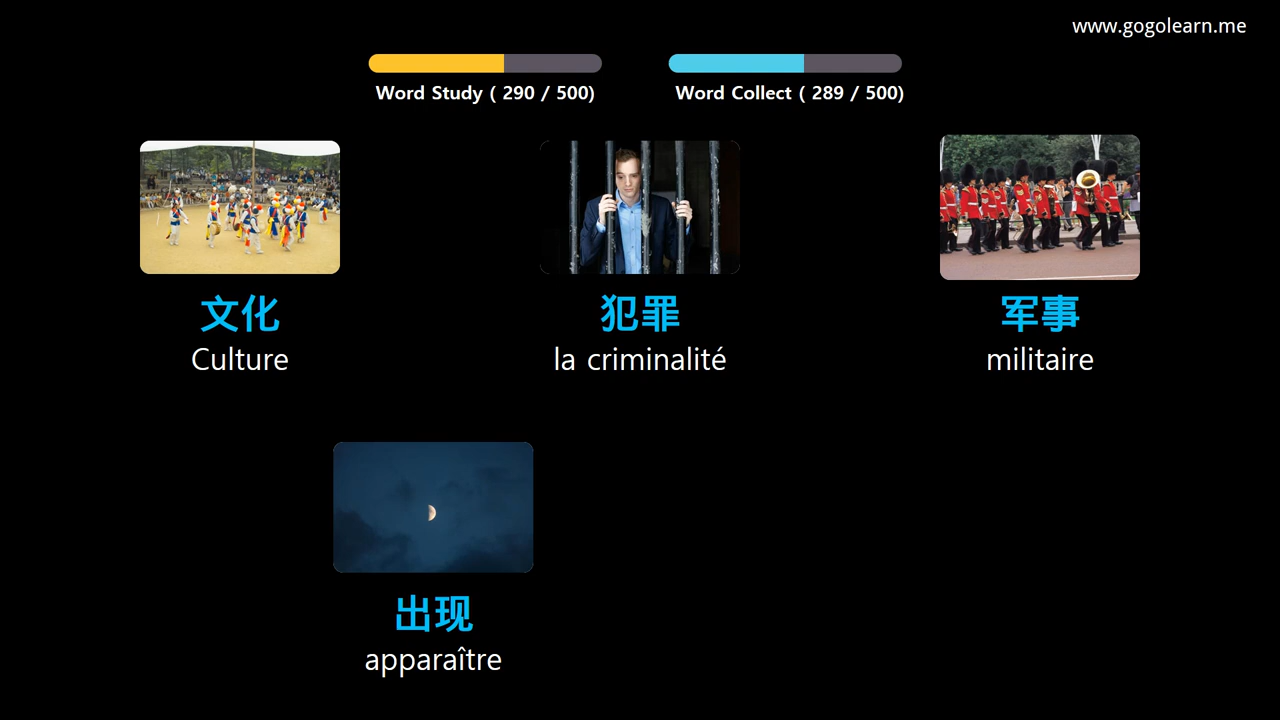 www.gogolearn.me
Word Study ( 290 / 500)
Word Collect ( 289 / 500)
文化
Culture
犯罪
la criminalité
军事
militaire
出现
apparaître